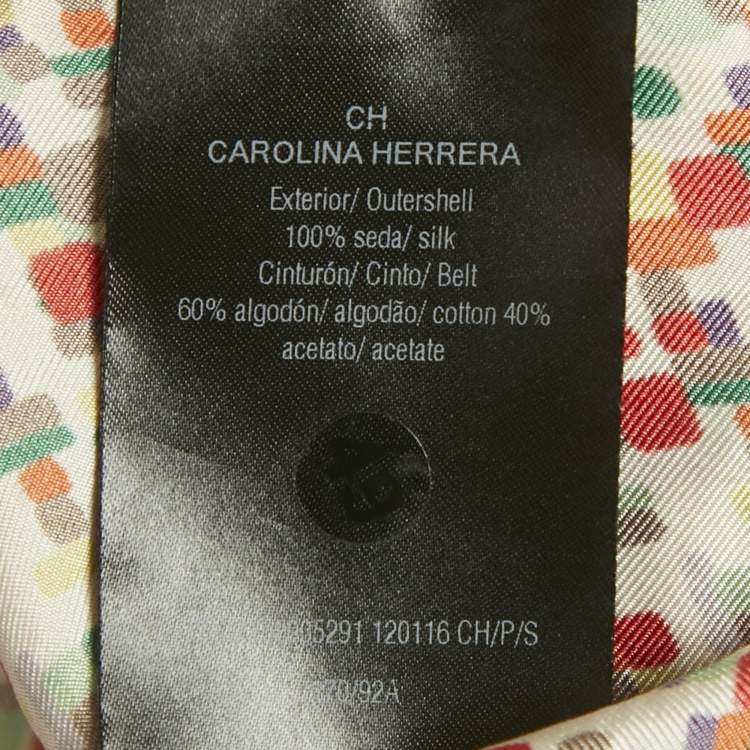 CH
CAROLINA HERRERA
Exterior/ Outershell
100% seda/ silk
Cinturón/ Cinto/ Belt
60% algodón/ algodão/ cotton 40%
acetato/ acetate
120116 CH/P/S